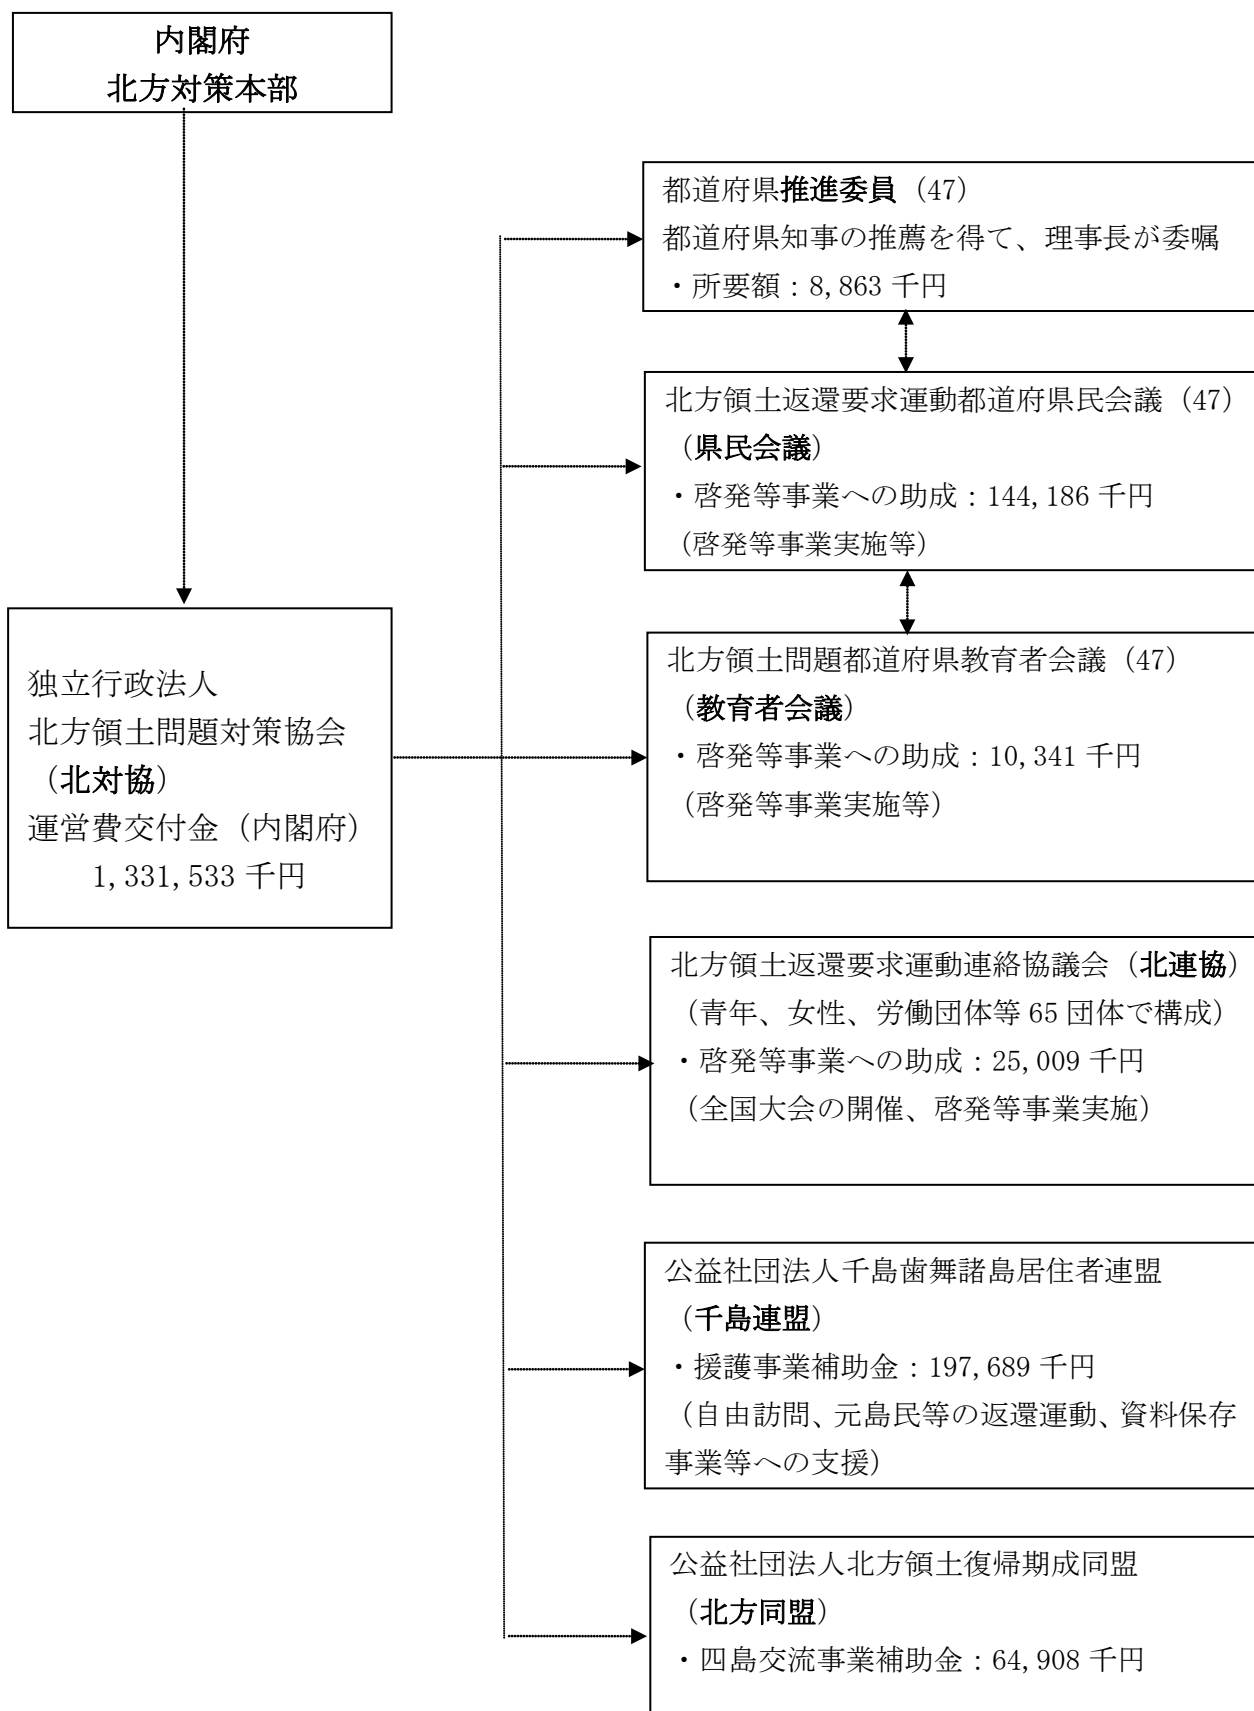 内閣府
北方対策本部
都道府県推進委員（47）
都道府県知事の推薦を得て、理事長が委嘱
・所要額：8,863 千円
北方領土返還要求運動都道府県民会議（47）
（県民会議）
・啓発等事業への助成：144,186 千円
（啓発等事業実施等）
独立行政法人
北方領土問題対策協会
（北対協）
運営費交付金（内閣府）
1,331,533 千円
北方領土問題都道府県教育者会議（47）
（教育者会議）
・啓発等事業への助成：10,341 千円
（啓発等事業実施等）
北方領土返還要求運動連絡協議会（北連協）
（青年、女性、労働団体等 65 団体で構成）
・啓発等事業への助成：25,009 千円
（全国大会の開催、啓発等事業実施）
公益社団法人千島歯舞諸島居住者連盟
（千島連盟）
・援護事業補助金：197,689 千円
（自由訪問、元島民等の返還運動、資料保存
事業等への支援）
公益社団法人北方領土復帰期成同盟
（北方同盟）
・四島交流事業補助金：64,908 千円